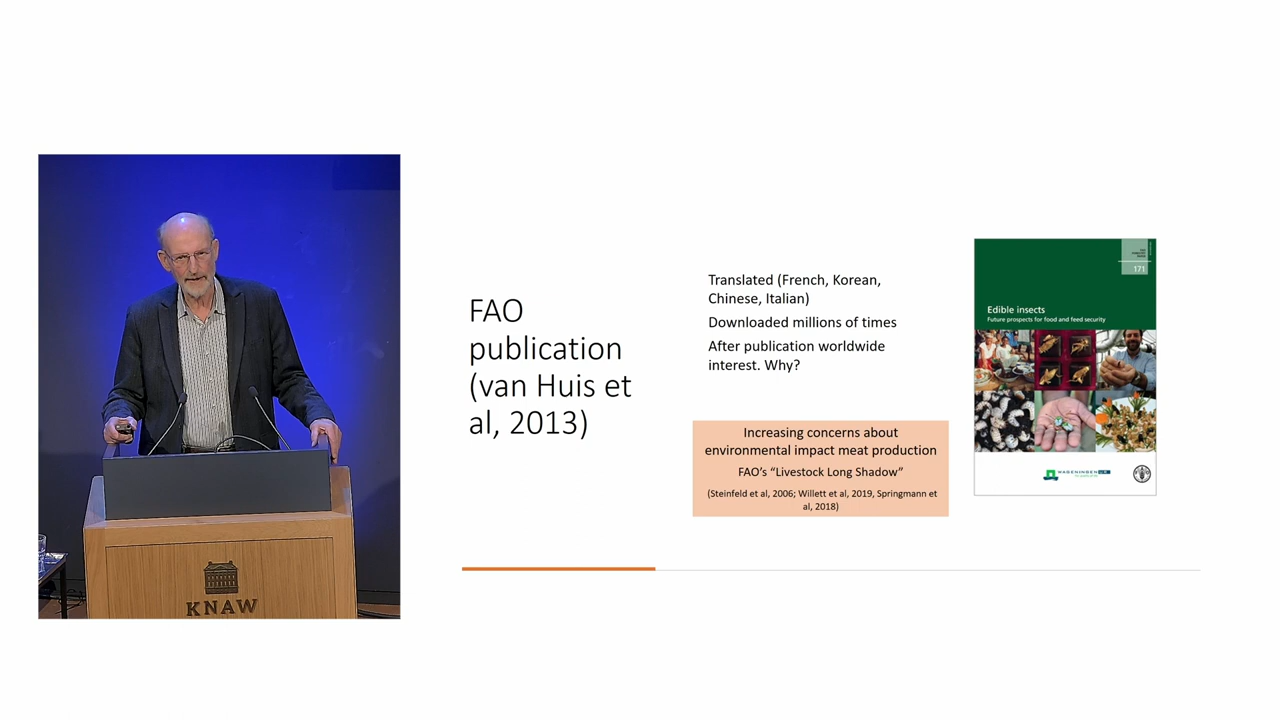 FAO
publication
(van Huis et
al, 2013)
Translated (French, Korean,
Chinese, Italian)
Downloaded millions of times
After publication worldwide
interest. Why?
Increasing concerns about
environmental impact meat production
FAO's “Livestock Long Shadow”
(Steinfeld et al, 2006; Willett et al, 2019, Springmann et
al, 2018)
171
Edible insects
Future prospects for food and feed security
WAGENINGEN
KNAW